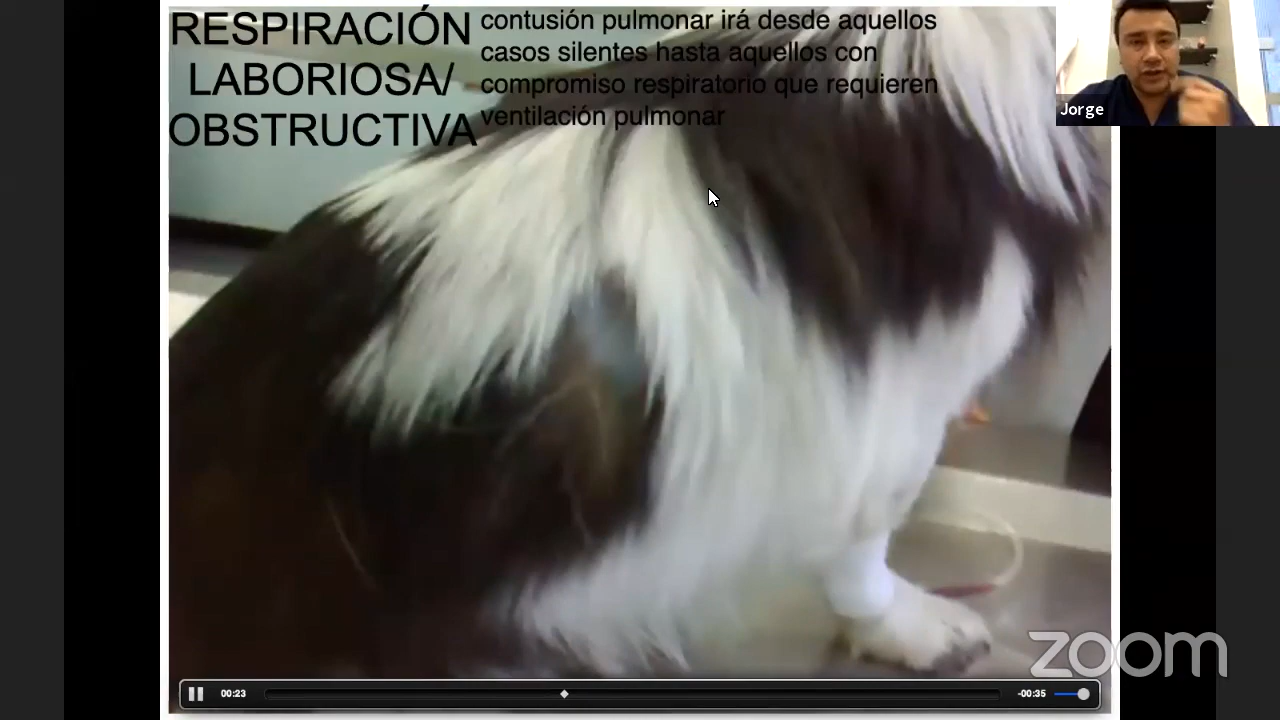 RESPIRACIÓN
LABORIOSA/
OBSTRUCTIVA
contusión pulmonar irá desde aquellos
casos silentes hasta aquellos con
compromiso respiratorio que requieren
ventilación pulmonar
Jorge
zoom
00:23
-00:35